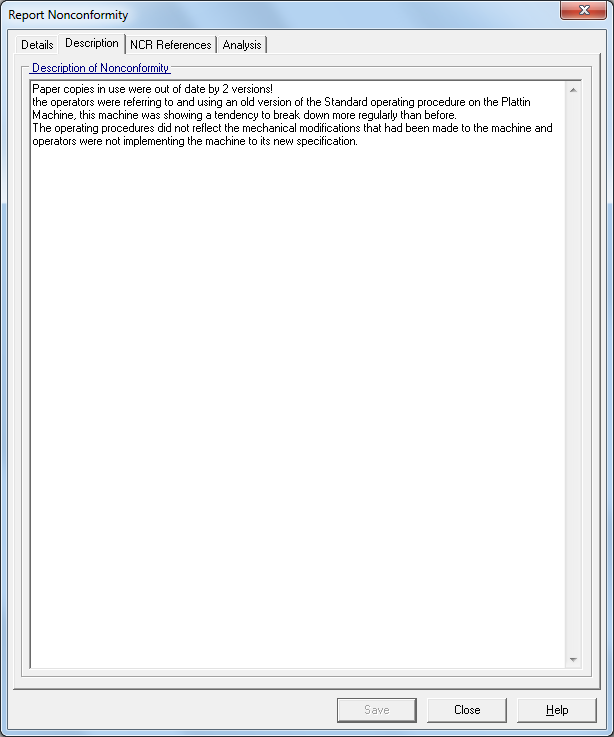 Report Nonconformity
Details Description NCR References Analysis
Description of Nonconformity
Paper copies in use were out of date by 2 versions!
the operators were referring to and using an old version of the Standard operating procedure on the Plattin
Machine, this machine was showing a tendency to break down more regularly than before.
The operating procedures did not reflect the mechanical modifications that had been made to the machine and
operators were not implementing the machine to its new specification.
Save Close Help